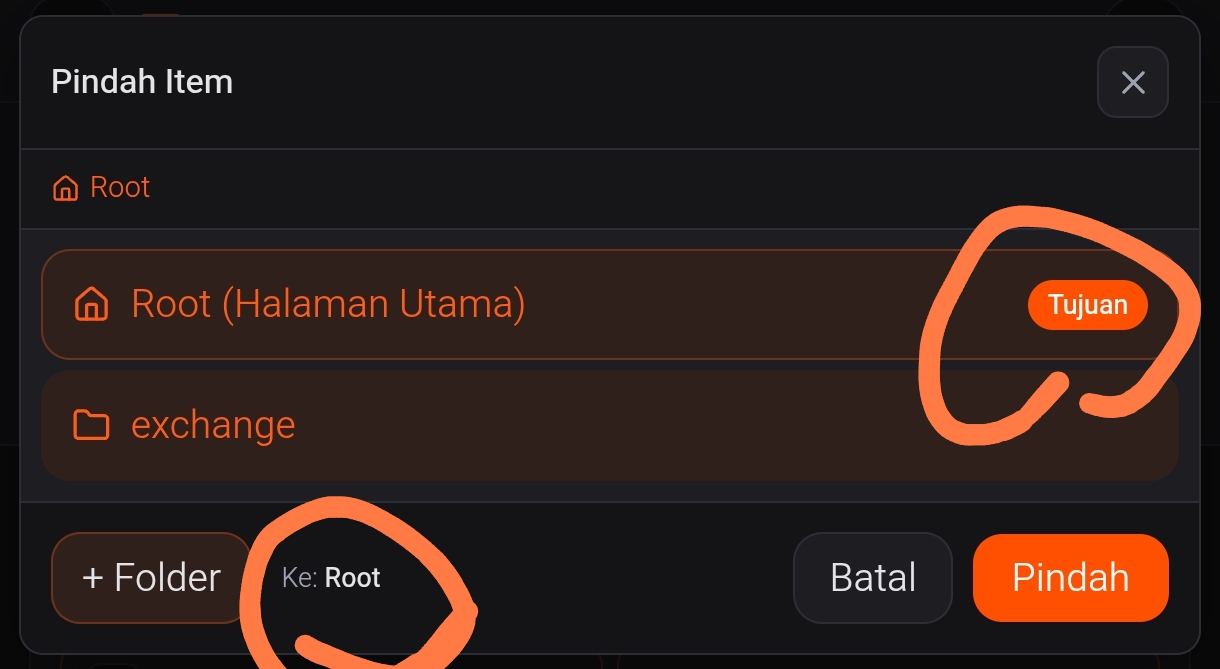 Pindah Item
Root
Root (Halaman Utama) Tujuan
exchange
+ Folder Ke: Root Batal Pindah